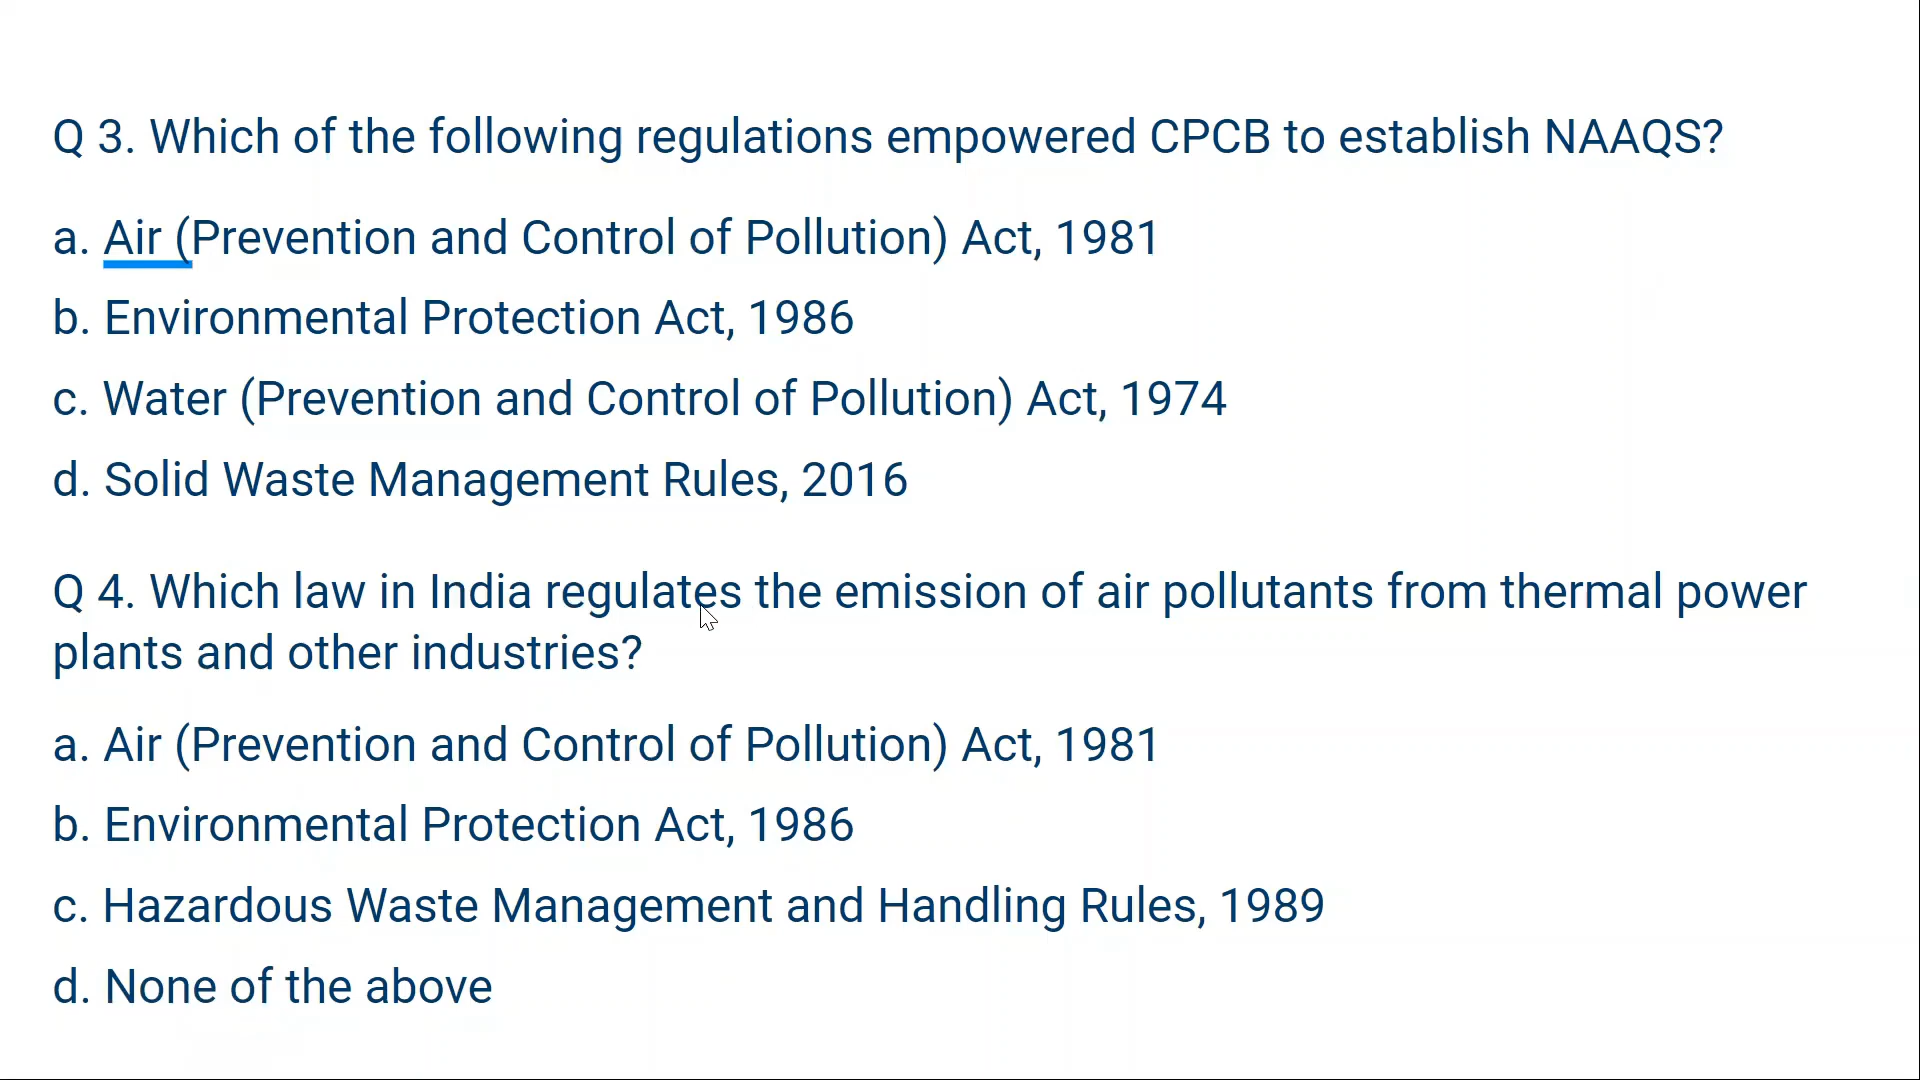 Q 3. Which of the following regulations empowered CPCB to establish NAAQS?
a. Air (Prevention and Control of Pollution) Act, 1981
b. Environmental Protection Act, 1986
c. Water (Prevention and Control of Pollution) Act, 1974
d. Solid Waste Management Rules, 2016
Q 4. Which law in India regulates the emission of air pollutants from thermal power
plants and other industries?
a. Air (Prevention and Control of Pollution) Act, 1981
b. Environmental Protection Act, 1986
c. Hazardous Waste Management and Handling Rules, 1989
d. None of the above